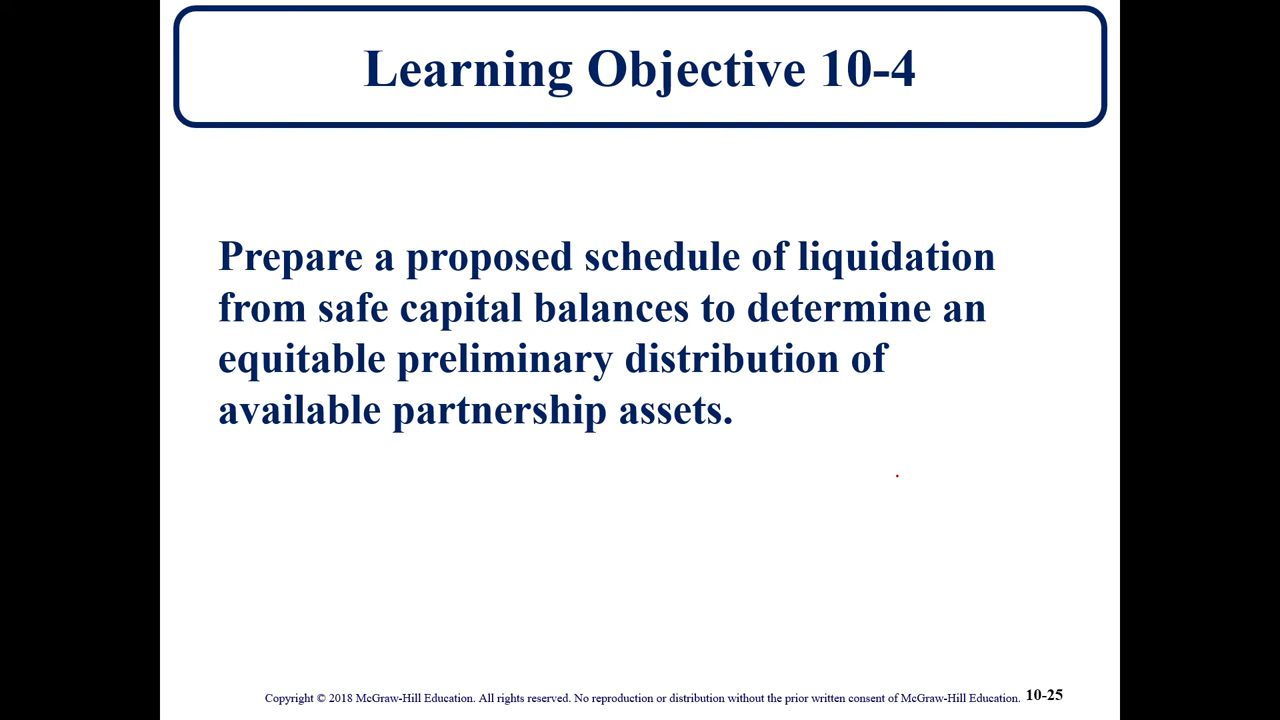 Learning Objective 10-4
Prepare a proposed schedule of liquidation
from safe capital balances to determine an
equitable preliminary distribution of
available partnership assets.
Copyright © 2018 McGraw-Hill Education. All rights reserved. No reproduction or distribution without the prior written consent of McGraw-Hill Education. 10-25